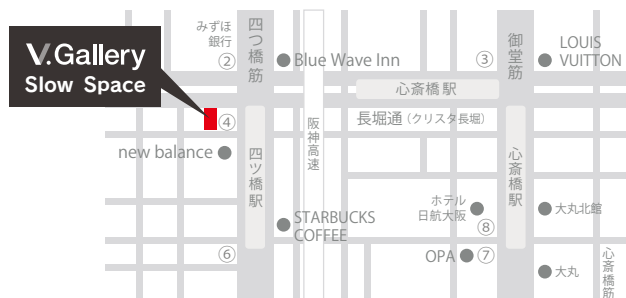 みずほ
銀行
②
四つ橋筋
Blue Wave Inn
③
御堂筋
LOUIS
VUITTON
V.Gallery
Slow Space
心斎橋駅
④
阪神高速
長堀通（クリスタ長堀）
new balance
四ツ橋駅
心斎橋駅
ホテル
日航大阪
大丸北館
STARBUCKS
COFFEE
⑧
⑥
OPA
⑦
大丸
心斎橋筋